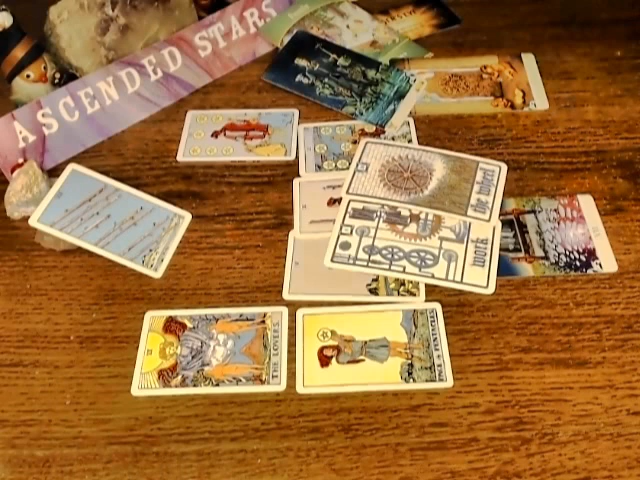 ASCENDED STARS
the wheel
work
THE LOVERS.
PAGE of PENTACLES.